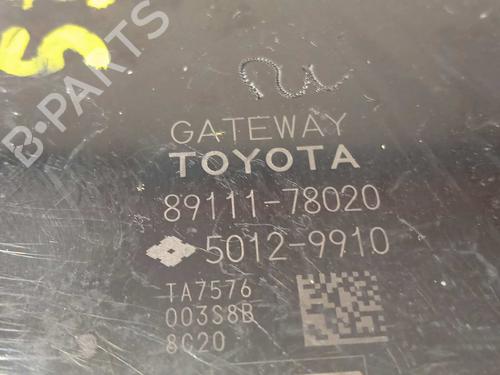 B-PARTS
GATEWAY
TOYOTA
89111-78020
5012-9910
TA7576
003S8B
8C20